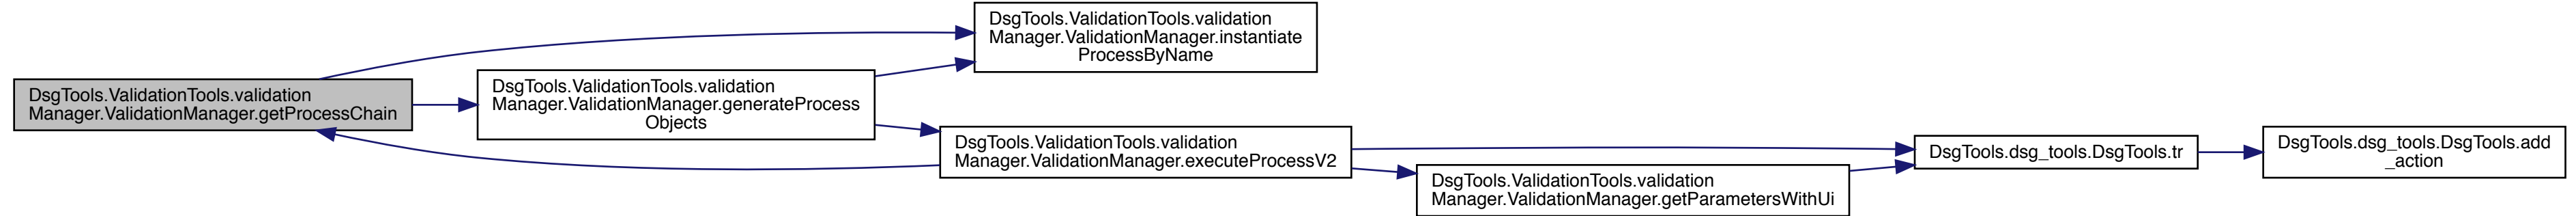 DsgTools.ValidationTools.validation
Manager.ValidationManager.getProcessChain
DsgTools.ValidationTools.validation
Manager.ValidationManager.generateProcess
Objects
DsgTools.ValidationTools.validation
Manager.ValidationManager.instantiate
ProcessByName
DsgTools.ValidationTools.validation
Manager.ValidationManager.executeProcessV2
DsgTools.ValidationTools.validation
Manager.ValidationManager.getParametersWithUi
DsgTools.dsg_tools.DsgTools.tr
DsgTools.dsg_tools.DsgTools.add
_action